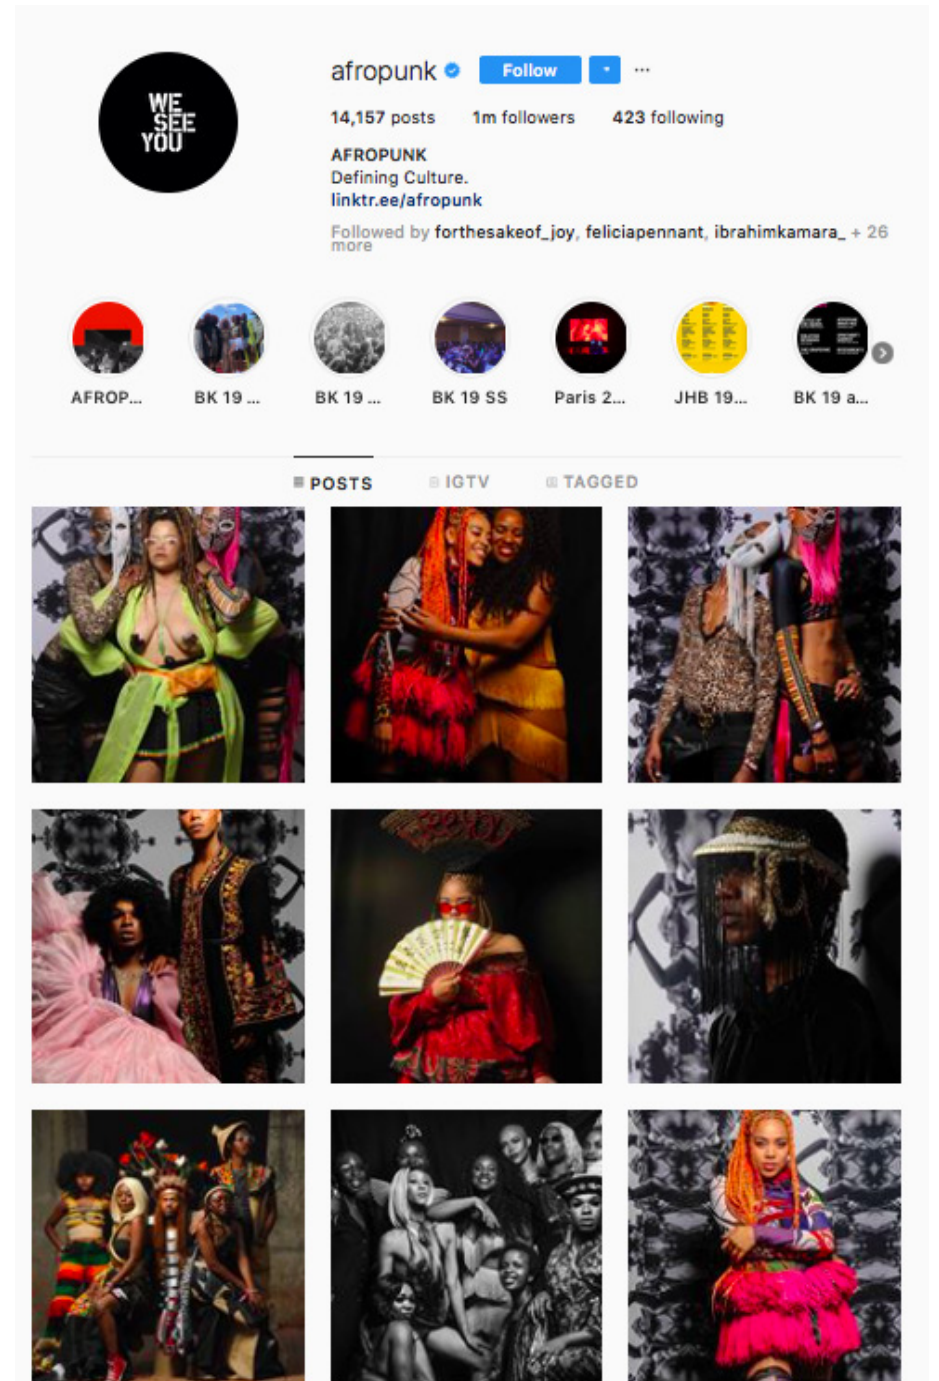 WE
SEE
YOU
afropunk
Follow
14,157 posts 1m followers 423 following
AFROPUNK
Defining Culture.
linktr.ee/afropunk
Followed by forthesakeof_joy, feliciapennant, ibrahimkamara_ + 26
more
AFROP... BK 19 ... BK 19 ... BK 19 SS Paris 2... JHB 19... BK 19 a...
POSTS IGTV TAGGED